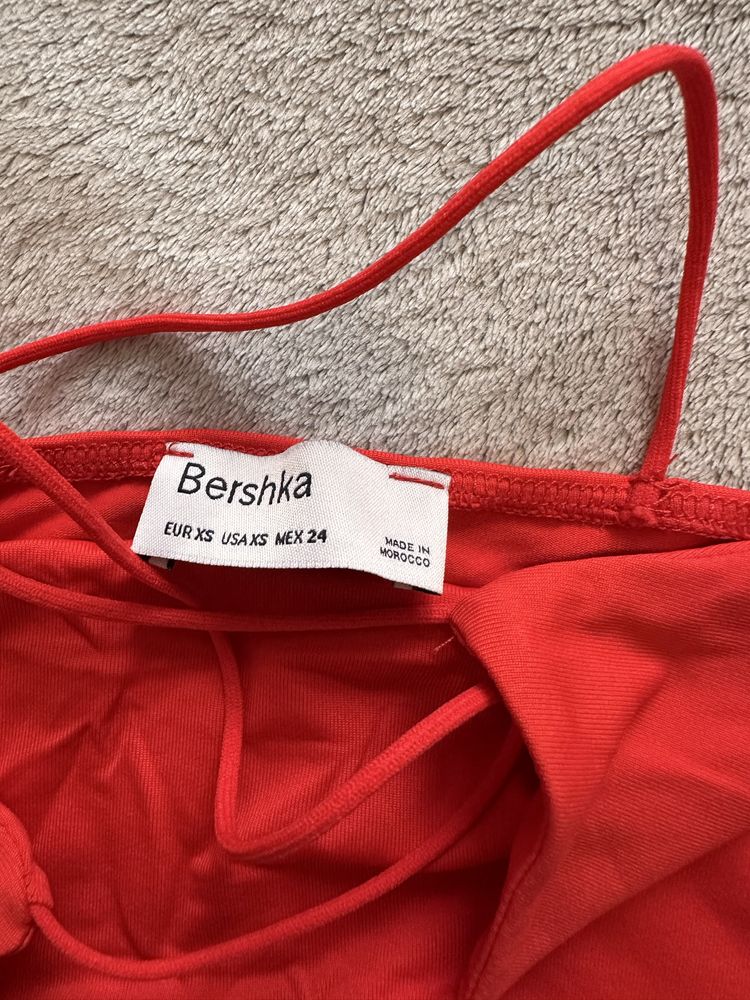 Bershka
EUR XS USA XS MEX 24
MADE IN
MOROCCO